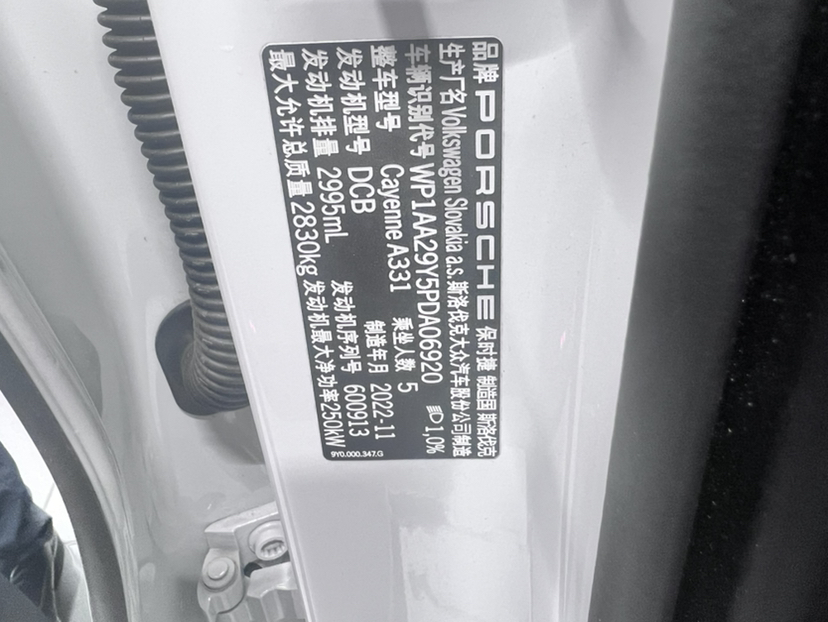 品牌 PORSCHE 保时捷 制造国 斯洛伐克
生产厂名 Volkswagen Slovakia a.s.斯洛伐克大众汽车股份公司制造
车辆识别代号 WP1AA29Y5PDA06920 1,0%
整车型号 Cayenne A331 乘坐人数 5
发动机型号 DCB 制造年月 2022-11
发动机排量 2995mL 发动机序列号 600913
最大允许总质量 2830kg 发动机最大净功率250kW
9Y0.000.347.G